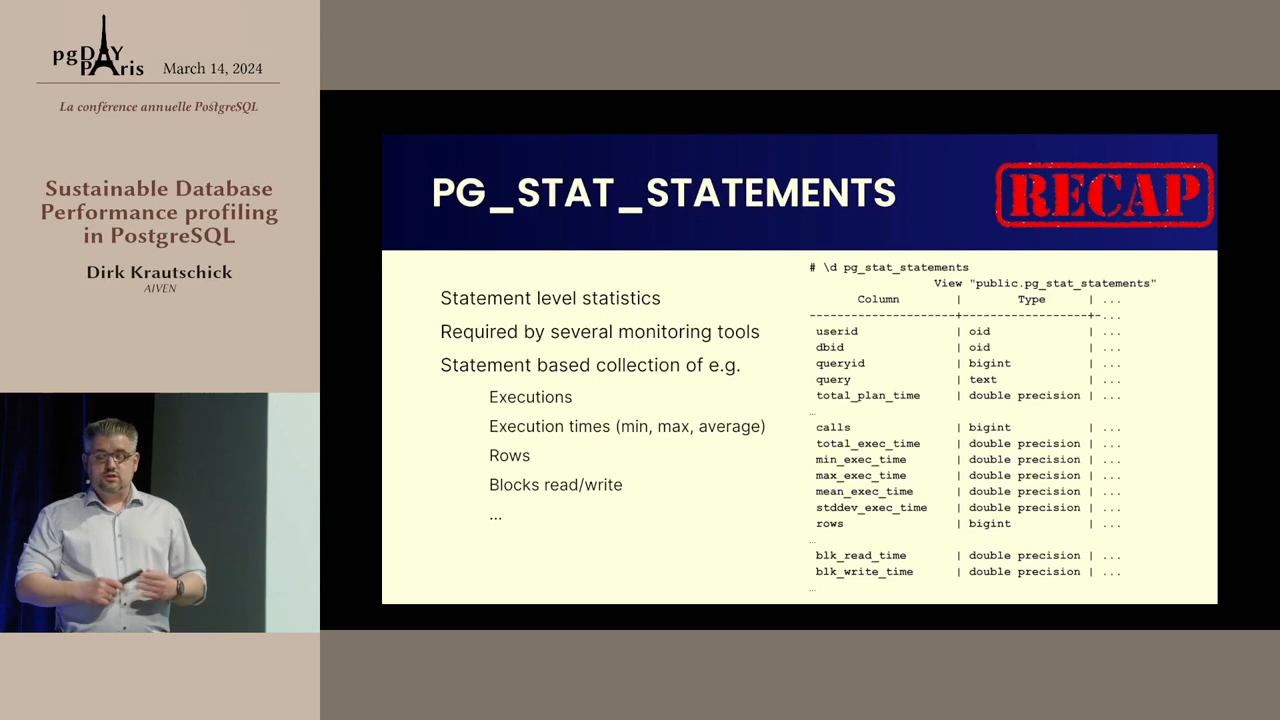 pgDAY
PAris
March 14, 2024
La conférence annuelle PostgreSQL
Sustainable Database
Performance profiling
in PostgreSQL
Dirk Krautschick
AIVEN
PG_STAT_STATEMENTS
RECAP
Statement level statistics
Required by several monitoring tools
Statement based collection of e.g.
Executions
Execution times (min, max, average)
Rows
Blocks read/write
...
# \d pg_stat_statements
View "public.pg_stat_statements"
Column | Type | ...
---------------------+------------------+-...
userid | oid | ...
dbid | oid | ...
queryid | bigint | ...
query | text | ...
total_plan_time | double precision | ...
...
calls | bigint | ...
total_exec_time | double precision | ...
min_exec_time | double precision | ...
max_exec_time | double precision | ...
mean_exec_time | double precision | ...
stddev_exec_time | double precision | ...
rows | bigint | ...
...
blk_read_time | double precision | ...
blk_write_time | double precision | ...
...